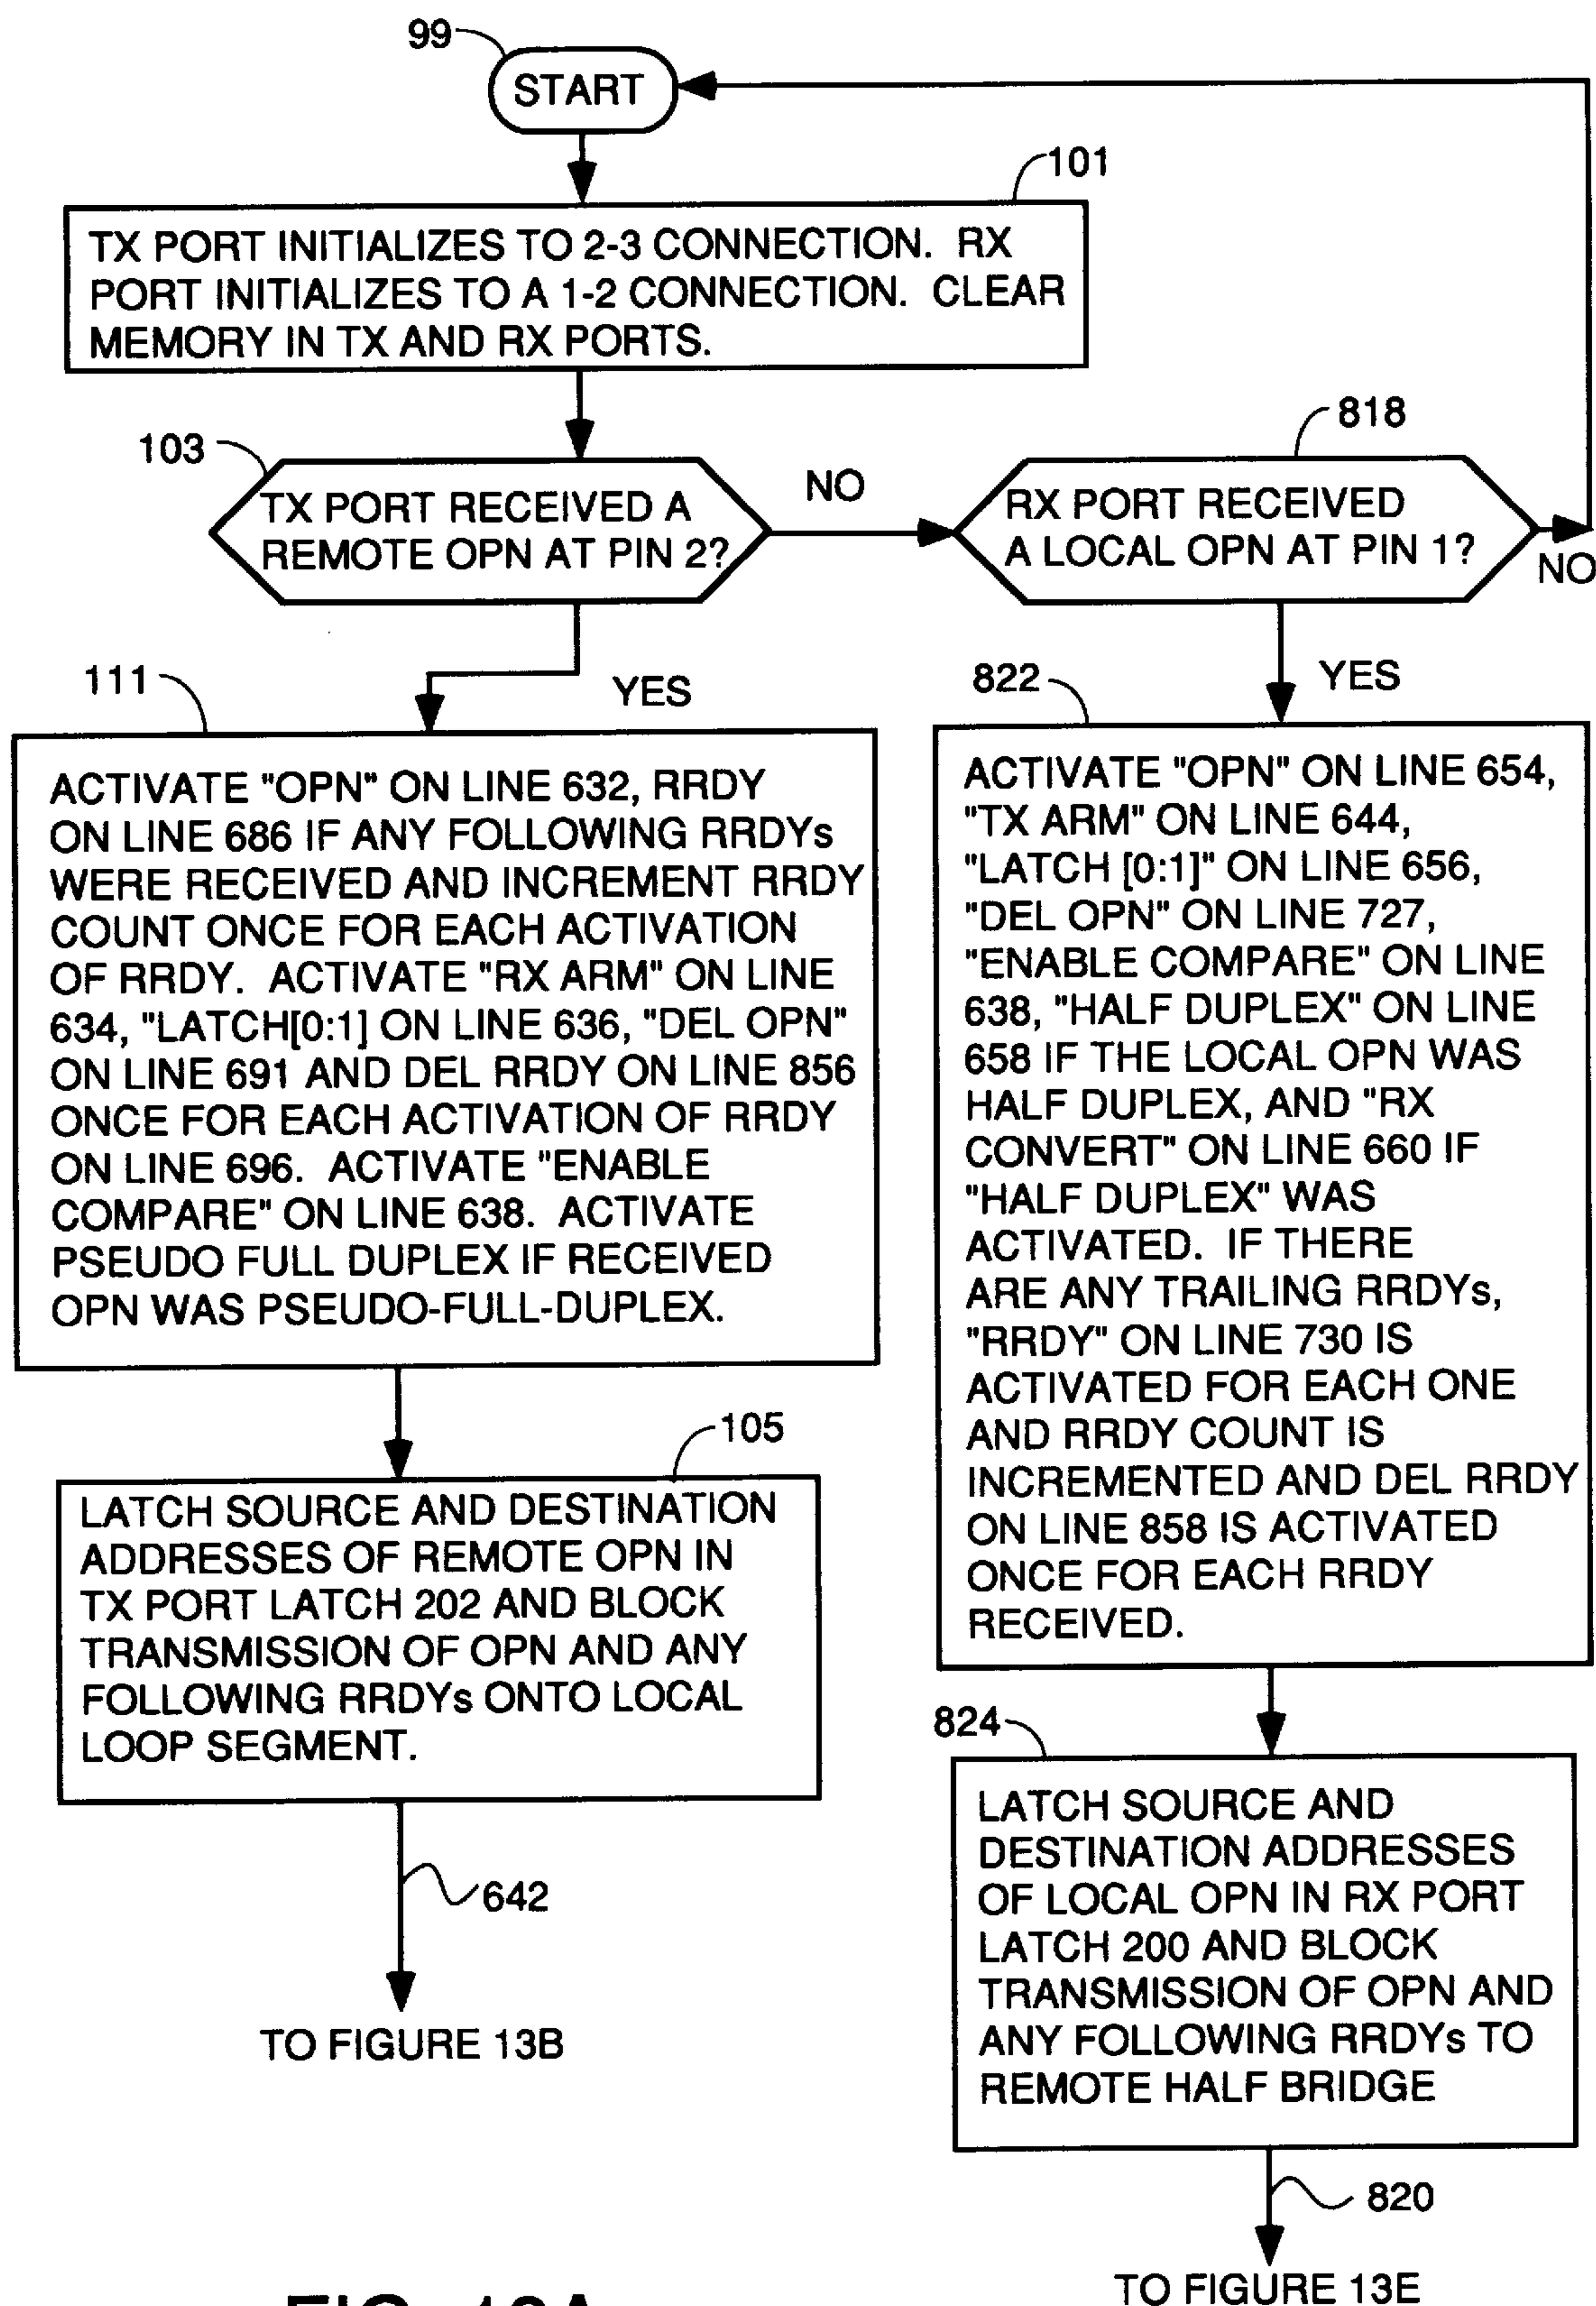 99
START
101
TX PORT INITIALIZES TO 2-3 CONNECTION. RX
PORT INITIALIZES TO A 1-2 CONNECTION. CLEAR
MEMORY IN TX AND RX PORTS.
103
TX PORT RECEIVED A
REMOTE OPN AT PIN 2?
NO
818
RX PORT RECEIVED
A LOCAL OPN AT PIN 1?
NO
111
YES
ACTIVATE "OPN" ON LINE 632, RRDY
ON LINE 686 IF ANY FOLLOWING RRDYs
WERE RECEIVED AND INCREMENT RRDY
COUNT ONCE FOR EACH ACTIVATION
OF RRDY. ACTIVATE "RX ARM" ON LINE
634, "LATCH[0:1] ON LINE 636, "DEL OPN"
ON LINE 691 AND DEL RRDY ON LINE 856
ONCE FOR EACH ACTIVATION OF RRDY
ON LINE 696. ACTIVATE "ENABLE
COMPARE" ON LINE 638. ACTIVATE
PSEUDO FULL DUPLEX IF RECEIVED
OPN WAS PSEUDO-FULL-DUPLEX.
822
YES
ACTIVATE "OPN" ON LINE 654,
"TX ARM" ON LINE 644,
"LATCH [0:1]" ON LINE 656,
"DEL OPN" ON LINE 727,
"ENABLE COMPARE" ON LINE
638, "HALF DUPLEX" ON LINE
658 IF THE LOCAL OPN WAS
HALF DUPLEX, AND "RX
CONVERT" ON LINE 660 IF
"HALF DUPLEX" WAS
ACTIVATED. IF THERE
ARE ANY TRAILING RRDYs,
"RRDY" ON LINE 730 IS
ACTIVATED FOR EACH ONE
AND RRDY COUNT IS
INCREMENTED AND DEL RRDY
ON LINE 858 IS ACTIVATED
ONCE FOR EACH RRDY
RECEIVED.
105
LATCH SOURCE AND DESTINATION
ADDRESSES OF REMOTE OPN IN
TX PORT LATCH 202 AND BLOCK
TRANSMISSION OF OPN AND ANY
FOLLOWING RRDYs ONTO LOCAL
LOOP SEGMENT.
642
TO FIGURE 13B
824
LATCH SOURCE AND
DESTINATION ADDRESSES
OF LOCAL OPN IN RX PORT
LATCH 200 AND BLOCK
TRANSMISSION OF OPN AND
ANY FOLLOWING RRDYs TO
REMOTE HALF BRIDGE
820
TO FIGURE 13E